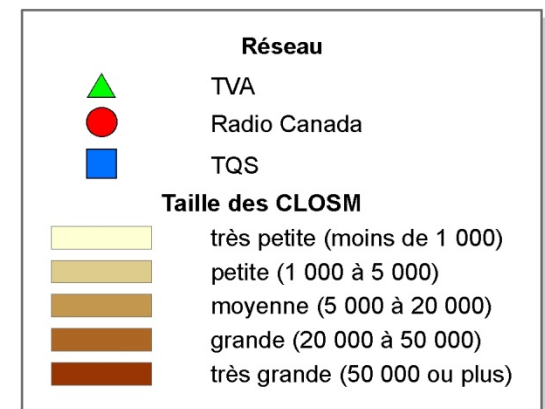 Réseau
TVA
Radio Canada
TQS
Taille des CLOSM
très petite (moins de 1 000)
petite (1 000 à 5 000)
moyenne (5 000 à 20 000)
grande (20 000 à 50 000)
très grande (50 000 ou plus)